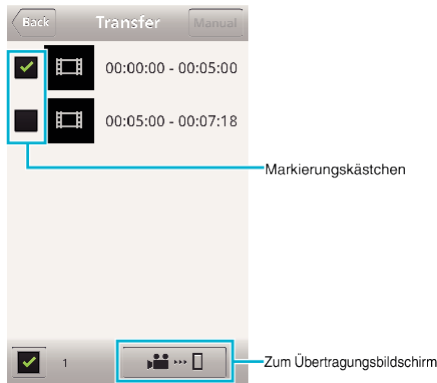 Back Transfer Manual
00:00:00 - 00:05:00
00:05:00 - 00:07:18
Markierungskästchen
1
Zum Übertragungsbildschirm